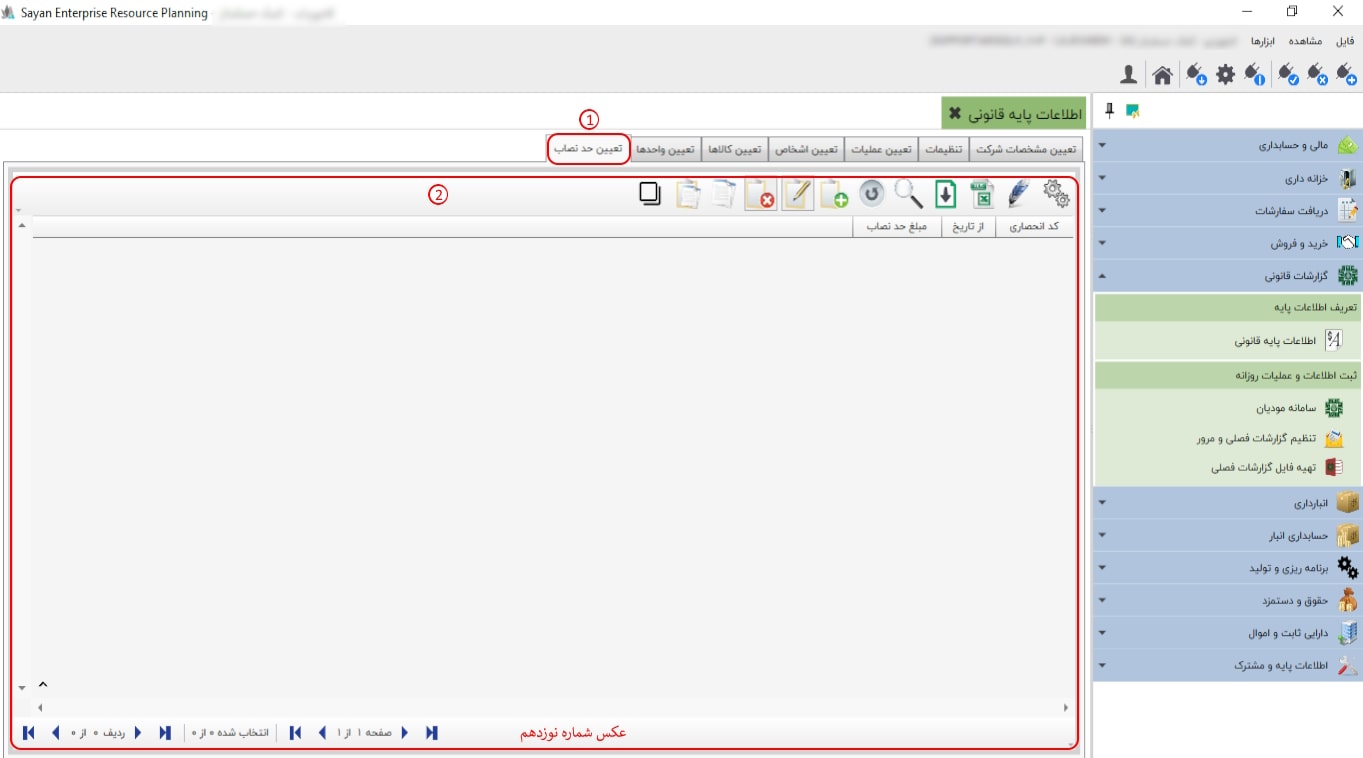 Sayan Enterprise Resource Planning
فایل مشاهده ابزارها
اطلاعات پایه قانونی
تعیین مشخصات شرکت تنظیمات تعیین عملیات تعیین اشخاص تعیین کالاها تعیین واحدها تعیین حد نصاب
1
2
کد انحصاری از تاریخ مبلغ حد نصاب
مالی و حسابداری
خزانه داری
دریافت سفارشات
خرید و فروش
گزارشات قانونی
تعریف اطلاعات پایه
اطلاعات پایه قانونی
ثبت اطلاعات و عملیات روزانه
سامانه مودیان
تنظیم گزارشات فصلی و مرور
تهیه فایل گزارشات فصلی
انبارداری
حسابداری انبار
برنامه ریزی و تولید
حقوق و دستمزد
دارایی ثابت و اموال
اطلاعات پایه و مشترک
عکس شماره نوزدهم
صفحه ۱ از ۱ انتخاب شده ۰ از ۰ ردیف ۰ از ۰